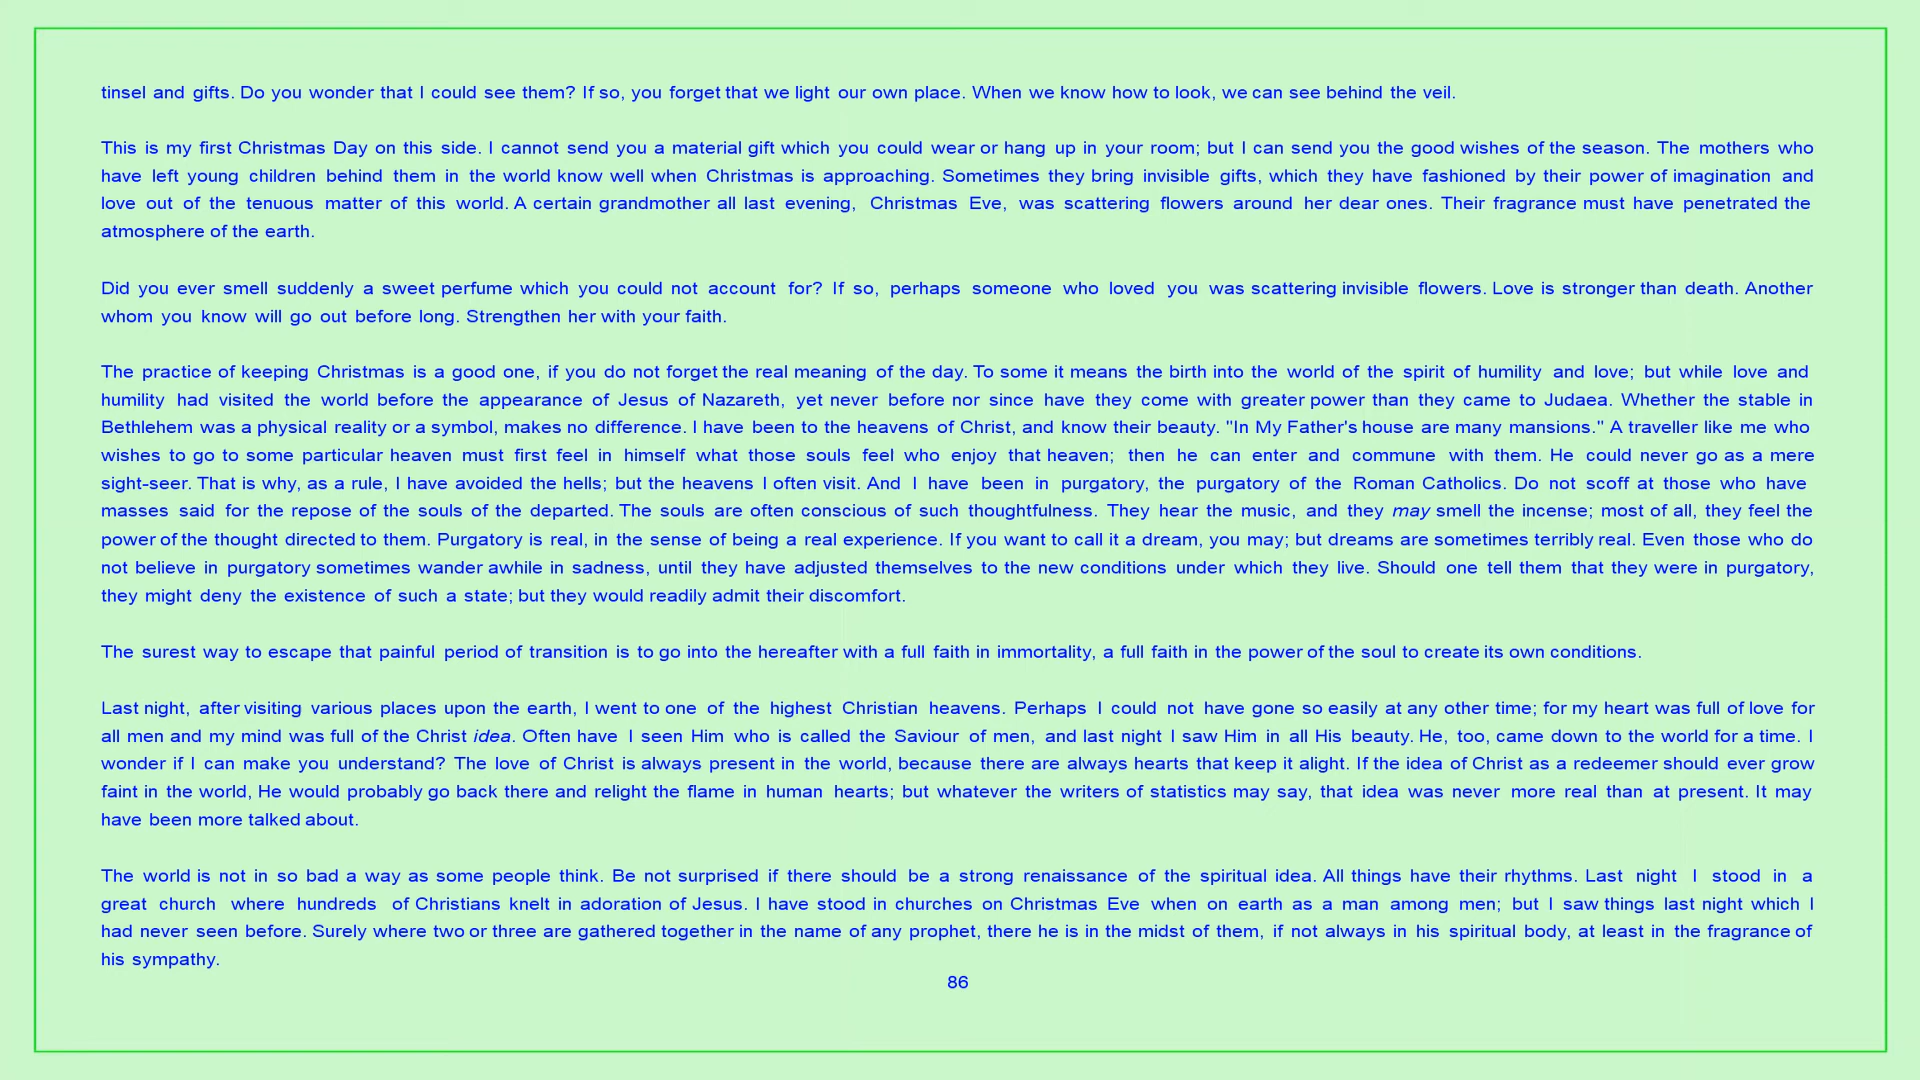 tinsel and gifts. Do you wonder that I could see them? If so, you forget that we light our own place. When we know how to look, we can see behind the veil.
This is my first Christmas Day on this side. I cannot send you a material gift which you could wear or hang up in your room; but I can send you the good wishes of the season. The mothers who
have left young children behind them in the world know well when Christmas is approaching. Sometimes they bring invisible gifts, which they have fashioned by their power of imagination and
love out of the tenuous matter of this world. A certain grandmother all last evening, Christmas Eve, was scattering flowers around her dear ones. Their fragrance must have penetrated the
atmosphere of the earth.
Did you ever smell suddenly a sweet perfume which you could not account for? If so, perhaps someone who loved you was scattering invisible flowers. Love is stronger than death. Another
whom you know will go out before long. Strengthen her with your faith.
The practice of keeping Christmas is a good one, if you do not forget the real meaning of the day. To some it means the birth into the world of the spirit of humility and love; but while love and
humility had visited the world before the appearance of Jesus of Nazareth, yet never before nor since have they come with greater power than they came to Judaea. Whether the stable in
Bethlehem was a physical reality or a symbol, makes no difference. I have been to the heavens of Christ, and know their beauty. "In My Father's house are many mansions." A traveller like me who
wishes to go to some particular heaven must first feel in himself what those souls feel who enjoy that heaven; then he can enter and commune with them. He could never go as a mere
sight-seer. That is why, as a rule, I have avoided the hells; but the heavens I often visit. And I have been in purgatory, the purgatory of the Roman Catholics. Do not scoff at those who have
masses said for the repose of the souls of the departed. The souls are often conscious of such thoughtfulness. They hear the music, and they may smell the incense; most of all, they feel the
power of the thought directed to them. Purgatory is real, in the sense of being a real experience. If you want to call it a dream, you may; but dreams are sometimes terribly real. Even those who do
not believe in purgatory sometimes wander awhile in sadness, until they have adjusted themselves to the new conditions under which they live. Should one tell them that they were in purgatory,
they might deny the existence of such a state; but they would readily admit their discomfort.
The surest way to escape that painful period of transition is to go into the hereafter with a full faith in immortality, a full faith in the power of the soul to create its own conditions.
Last night, after visiting various places upon the earth, I went to one of the highest Christian heavens. Perhaps I could not have gone so easily at any other time; for my heart was full of love for
all men and my mind was full of the Christ idea. Often have I seen Him who is called the Saviour of men, and last night I saw Him in all His beauty. He, too, came down to the world for a time. I
wonder if I can make you understand? The love of Christ is always present in the world, because there are always hearts that keep it alight. If the idea of Christ as a redeemer should ever grow
faint in the world, He would probably go back there and relight the flame in human hearts; but whatever the writers of statistics may say, that idea was never more real than at present. It may
have been more talked about.
The world is not in so bad a way as some people think. Be not surprised if there should be a strong renaissance of the spiritual idea. All things have their rhythms. Last night I stood in a
great church where hundreds of Christians knelt in adoration of Jesus. I have stood in churches on Christmas Eve when on earth as a man among men; but I saw things last night which I
had never seen before. Surely where two or three are gathered together in the name of any prophet, there he is in the midst of them, if not always in his spiritual body, at least in the fragrance of
his sympathy.
86